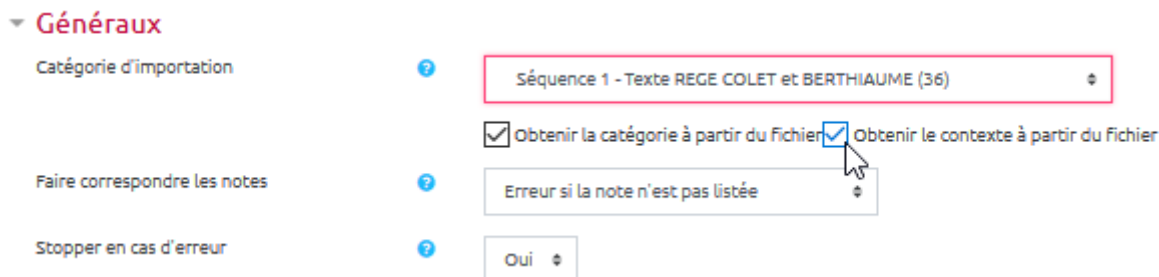 Généraux
Catégorie d'importation
Séquence 1 - Texte REGE COLET et BERTHIAUME (36)
Obtenir la catégorie à partir du fichier Obtenir le contexte à partir du fichier
Faire correspondre les notes
Erreur si la note n'est pas listée
Stopper en cas d'erreur
Oui